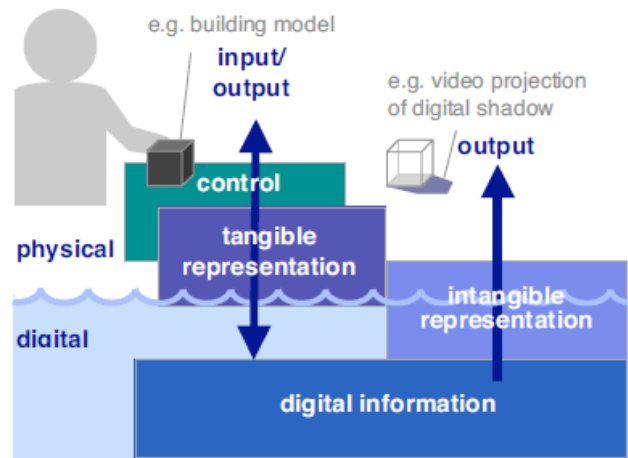 e.g. building model
input/
output
e.g. video projection
of digital shadow
output
control
tangible
representation
physical
intangible
representation
digital
digital information